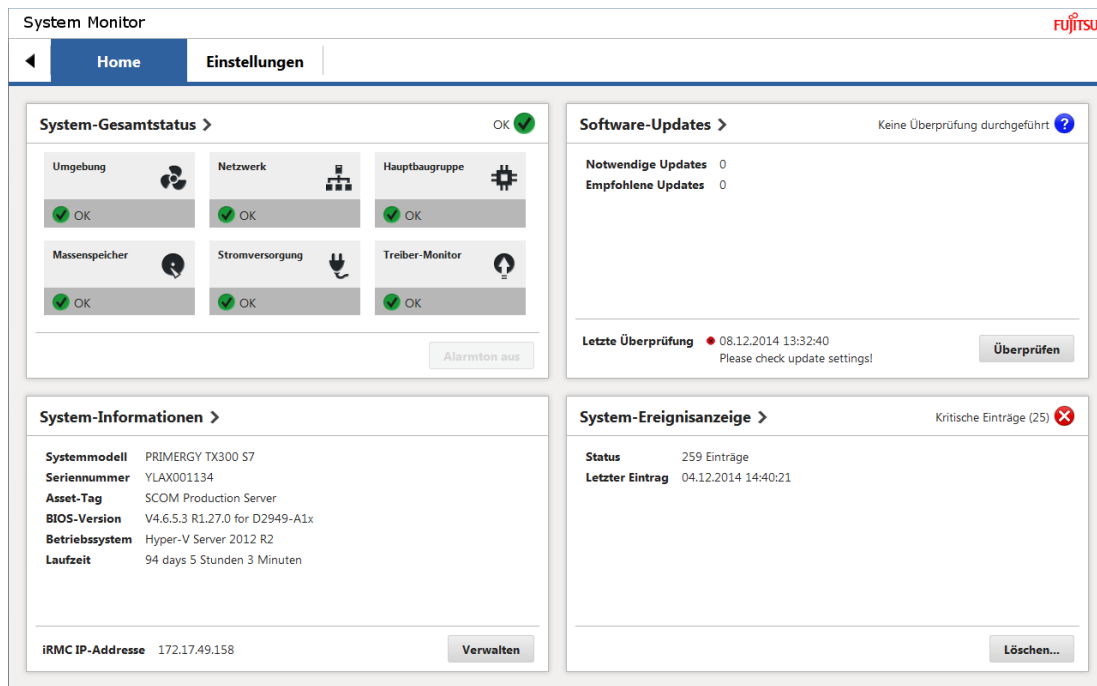 System Monitor
FUJITSU
Home
Einstellungen
System-Gesamtstatus
OK
Umgebung
OK
Netzwerk
OK
Hauptbaugruppe
OK
Massenspeicher
OK
Stromversorgung
OK
Treiber-Monitor
OK
Alarmton aus
Software-Updates
Keine Überprüfung durchgeführt ?
Notwendige Updates 0
Empfohlene Updates 0
Letzte Überprüfung 08.12.2014 13:32:40
Please check update settings!
Überprüfen
System-Informationen
Systemmodell PRIMERGY TX300 S7
Seriennummer YLAX001134
Asset-Tag SCOM Production Server
BIOS-Version V4.6.5.3 R1.27.0 for D2949-A1x
Betriebssystem Hyper-V Server 2012 R2
Laufzeit 94 days 5 Stunden 3 Minuten
iRMC IP-Addresse 172.17.49.158
Verwalten
System-Ereignisanzeige
Kritische Einträge (25)
Status 259 Einträge
Letzter Eintrag 04.12.2014 14:40:21
Löschen...